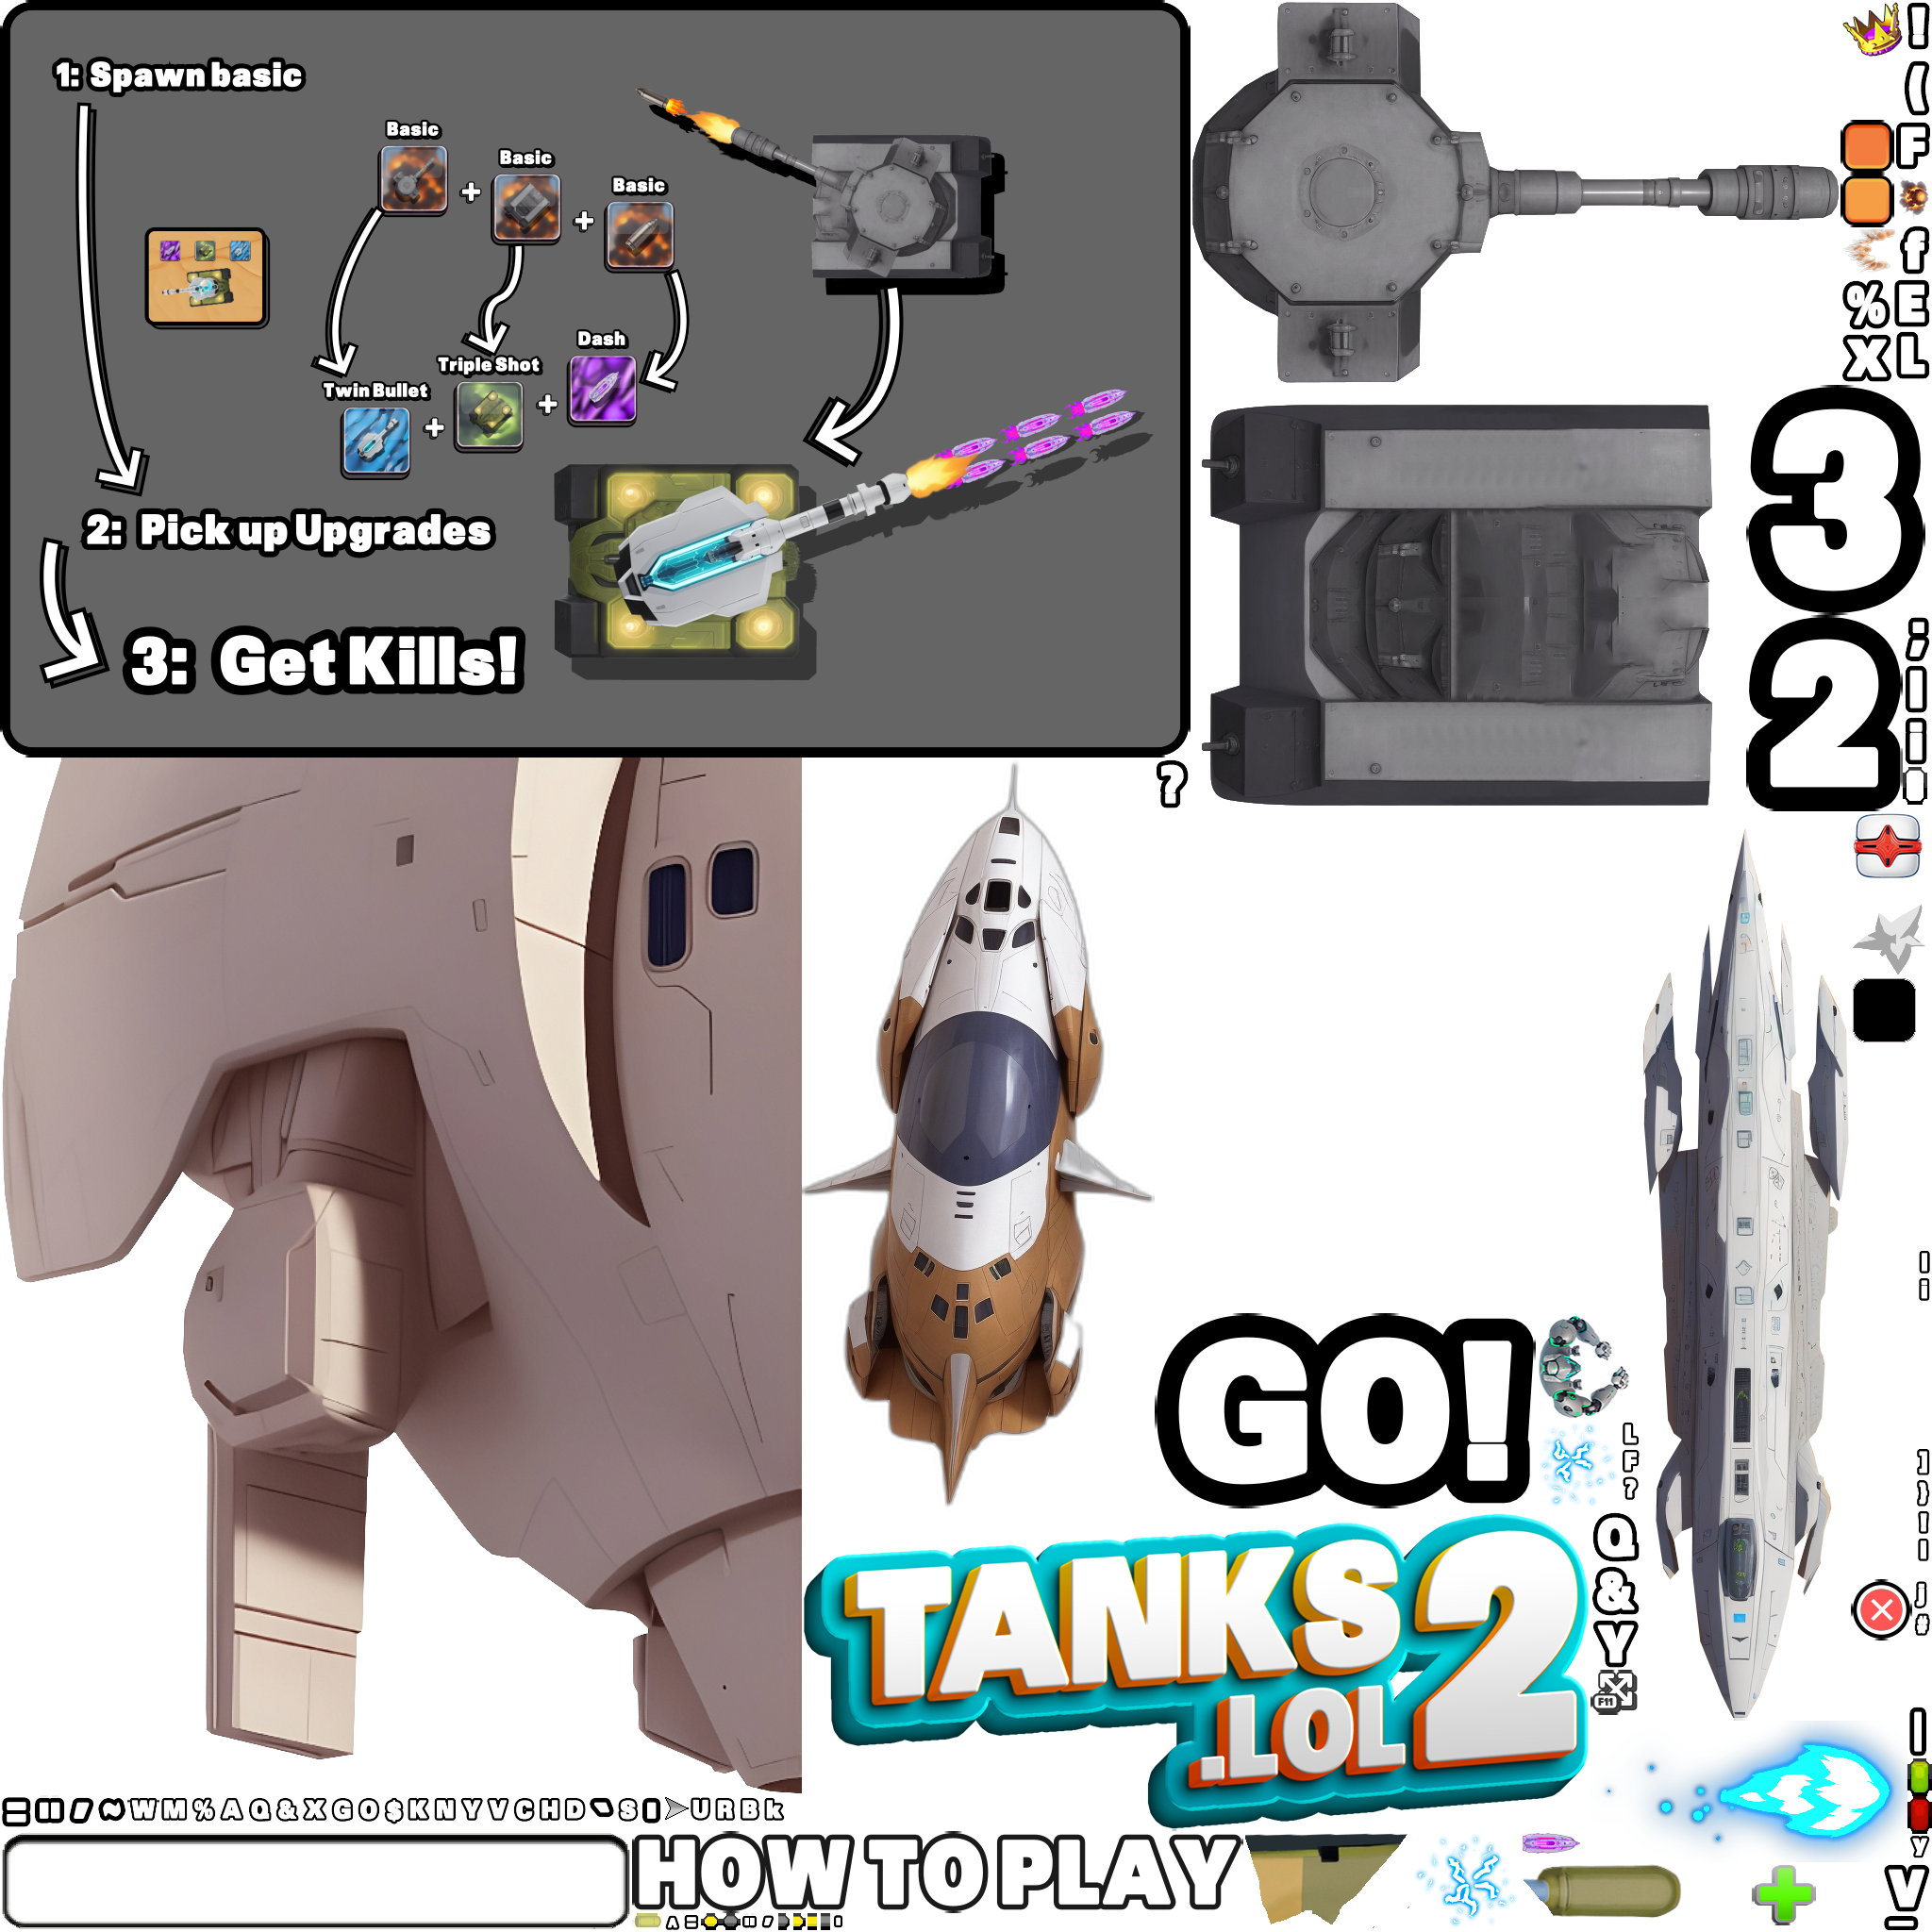 1: Spawn basic
Basic
+
Basic
+
Basic
Twin Bullet
+
Triple Shot
+
Dash
2: Pick up Upgrades
3: Get Kills!
!
(
F
f
% E
X L
3
2
;
?
GO!
L
F
?
Q
&
Y
F11
TANKS 2
.LOL
j
#
y
V
W M % A Q & X G O $ K N Y V C H D
S
U R B k
HOW TO PLAY